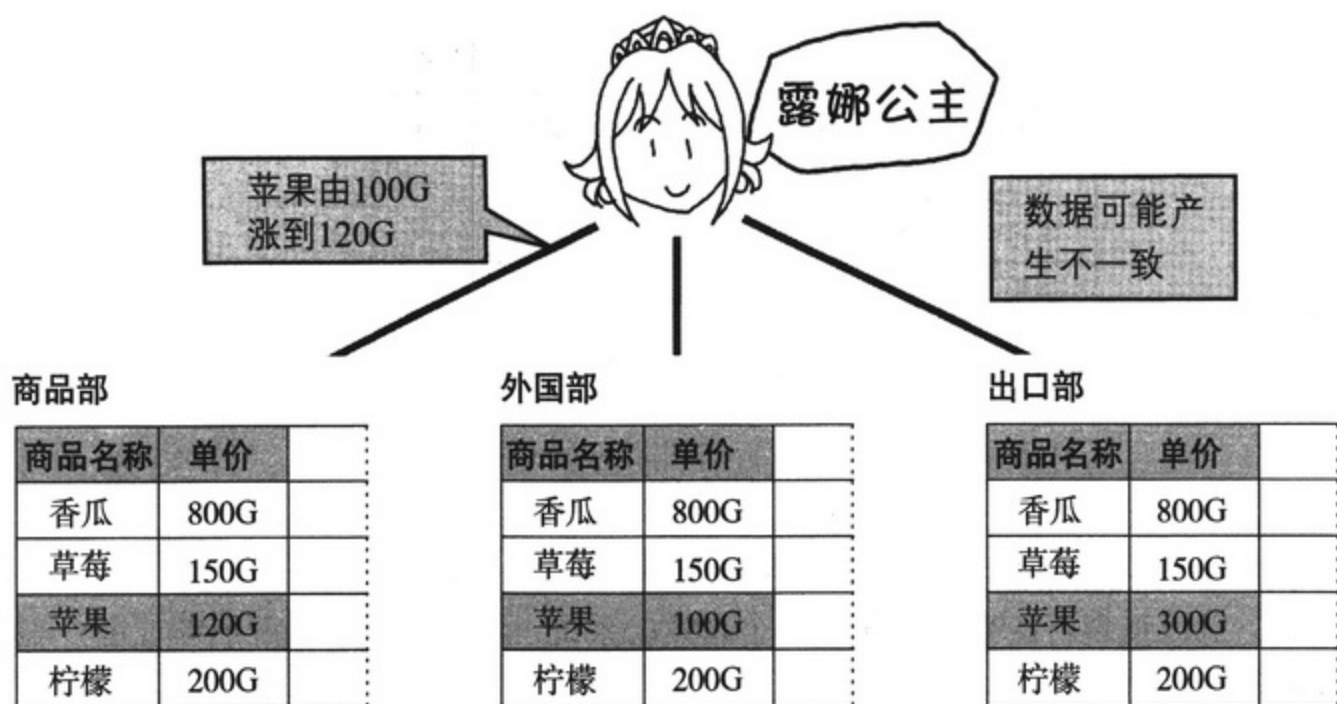 露娜公主
苹果由100G
涨到120G
数据可能产
生不一致
商品部
商品名称 单价
香瓜 800G
草莓 150G
苹果 120G
柠檬 200G
外国部
商品名称 单价
香瓜 800G
草莓 150G
苹果 100G
柠檬 200G
出口部
商品名称 单价
香瓜 800G
草莓 150G
苹果 300G
柠檬 200G